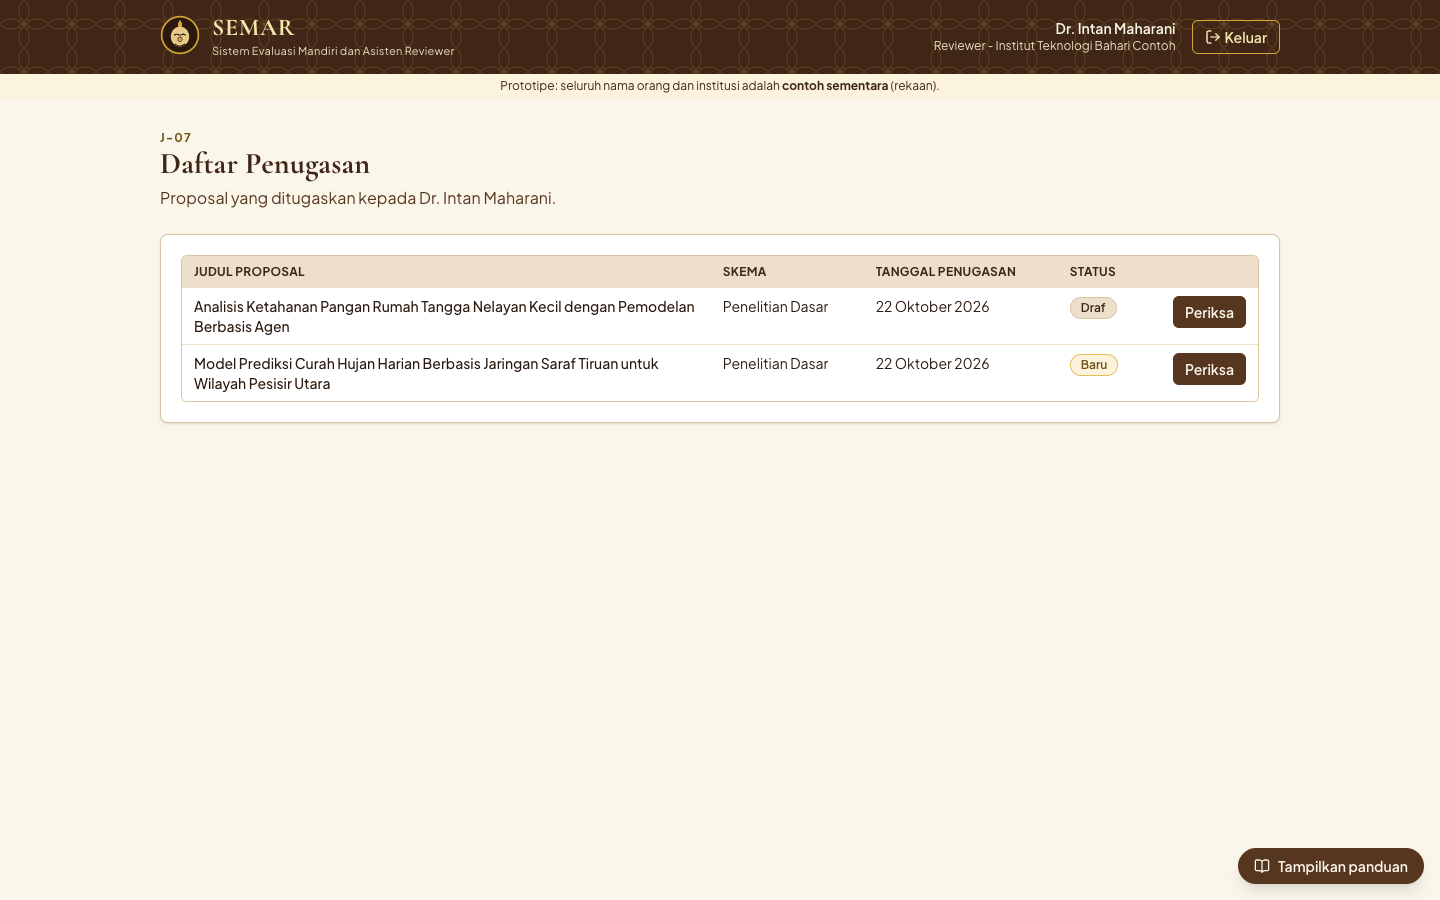 SEMAR
Sistem Evaluasi Mandiri dan Asisten Reviewer
Dr. Intan Maharani
Reviewer - Institut Teknologi Bahari Contoh
Keluar
Prototipe: seluruh nama orang dan institusi adalah contoh sementara (rekaan).
J-07
Daftar Penugasan
Proposal yang ditugaskan kepada Dr. Intan Maharani.
JUDUL PROPOSAL SKEMA TANGGAL PENUGASAN STATUS
Analisis Ketahanan Pangan Rumah Tangga Nelayan Kecil dengan Pemodelan
Berbasis Agen
Penelitian Dasar
22 Oktober 2026
Draf
Periksa
Model Prediksi Curah Hujan Harian Berbasis Jaringan Saraf Tiruan untuk
Wilayah Pesisir Utara
Penelitian Dasar
22 Oktober 2026
Baru
Periksa
Tampilkan panduan